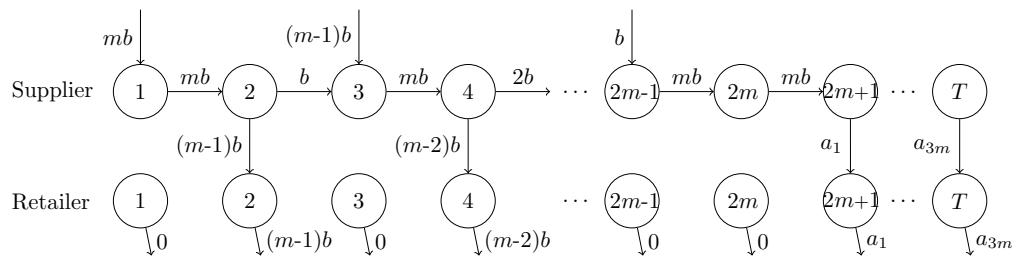 mb (m-1)b b
Supplier 1 mb 2 b 3 mb 4 2b ··· 2m-1 mb 2m mb 2m+1 ··· T
(m-1)b (m-2)b a₁ a₃ₘ
Retailer 1 2 3 4 ··· 2m-1 2m 2m+1 ··· T
0 (m-1)b 0 (m-2)b 0 0 a₁ a₃ₘ